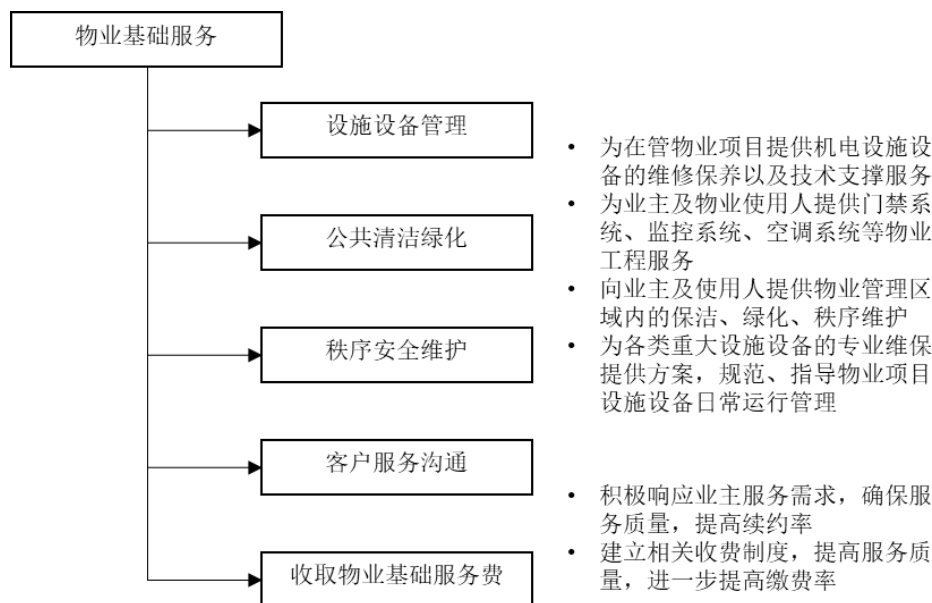 物业基础服务
设施设备管理
公共清洁绿化
秩序安全维护
客户服务沟通
收取物业基础服务费
• 为在管物业项目提供机电设施设
备的维修保养以及技术支撑服务
• 为业主及物业使用人提供门禁系
统、监控系统、空调系统等物业
工程服务
• 向业主及使用人提供物业管理区
域内的保洁、绿化、秩序维护
• 为各类重大设施设备的专业维保
提供方案，规范、指导物业项目
设施设备日常运行管理
• 积极响应业主服务需求，确保服
务质量，提高续约率
• 建立相关收费制度，提高服务质
量，进一步提高缴费率